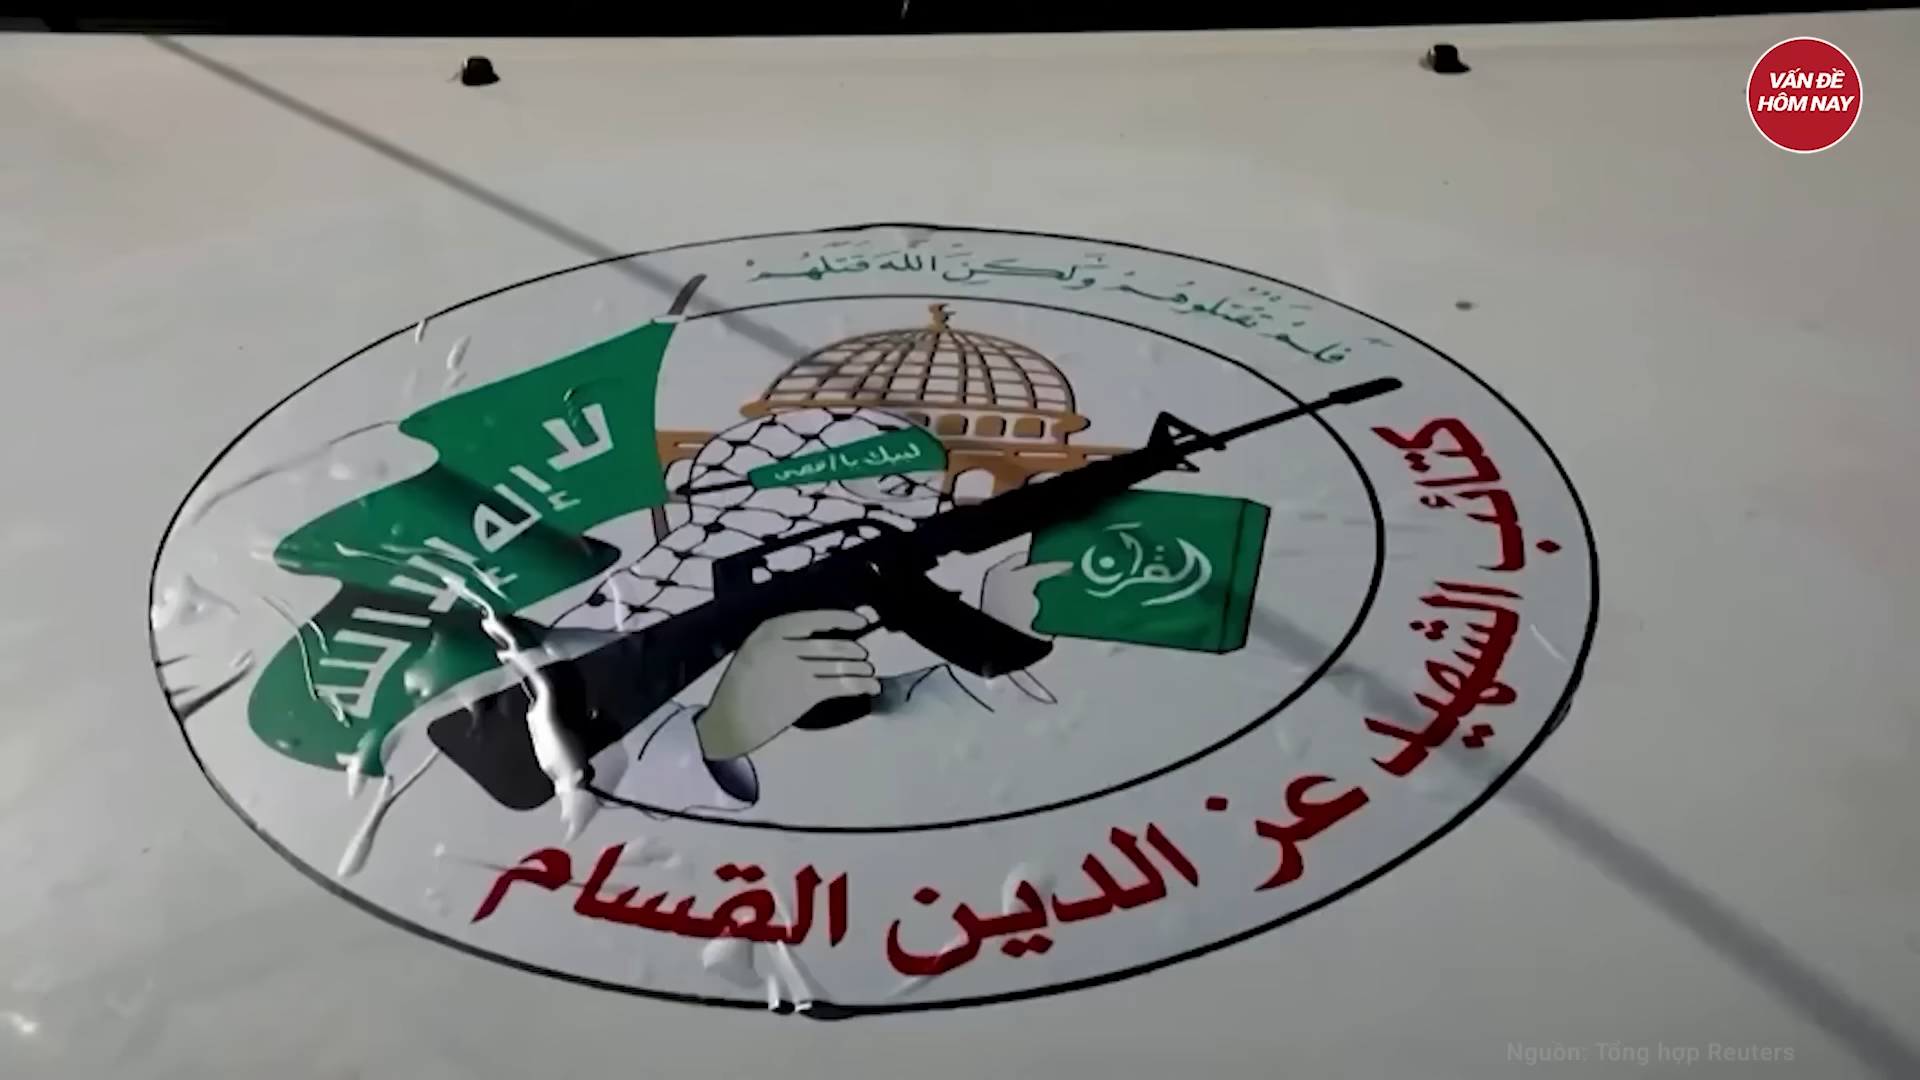 VẤN ĐỀ
HÔM NAY
فلم تقتلوهم ولكن الله قتلهم
لا إله إلا الله
لبيك يا أقصى
القرآن
كتائب الشهيد عز الدين القسام
Nguồn: Tổng hợp Reuters